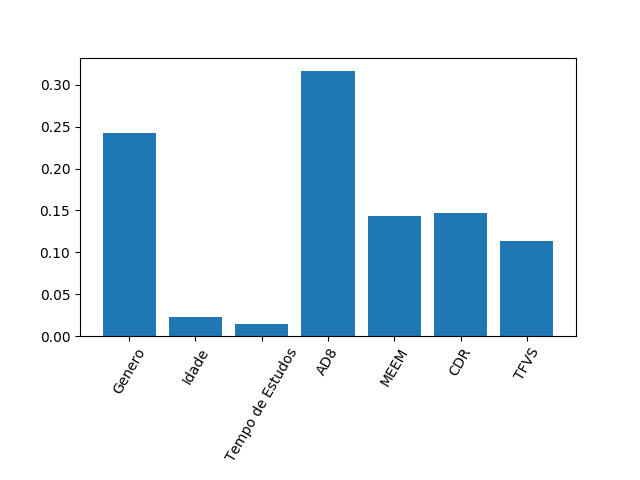 0.30
0.25
0.20
0.15
0.10
0.05
0.00
Genero
Idade
Tempo de Estudos
AD8
MEEM
CDR
TFVS